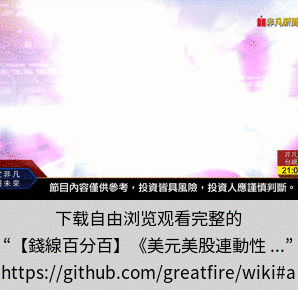 非凡新聞
非凡
台視
21:0
定非凡
握未來
節目內容僅供參考，投資皆具風險，投資人應謹慎判斷。
下载自由浏览观看完整的
“【錢線百分百】《美元美股連動性 ...”
https://github.com/greatfire/wiki#a